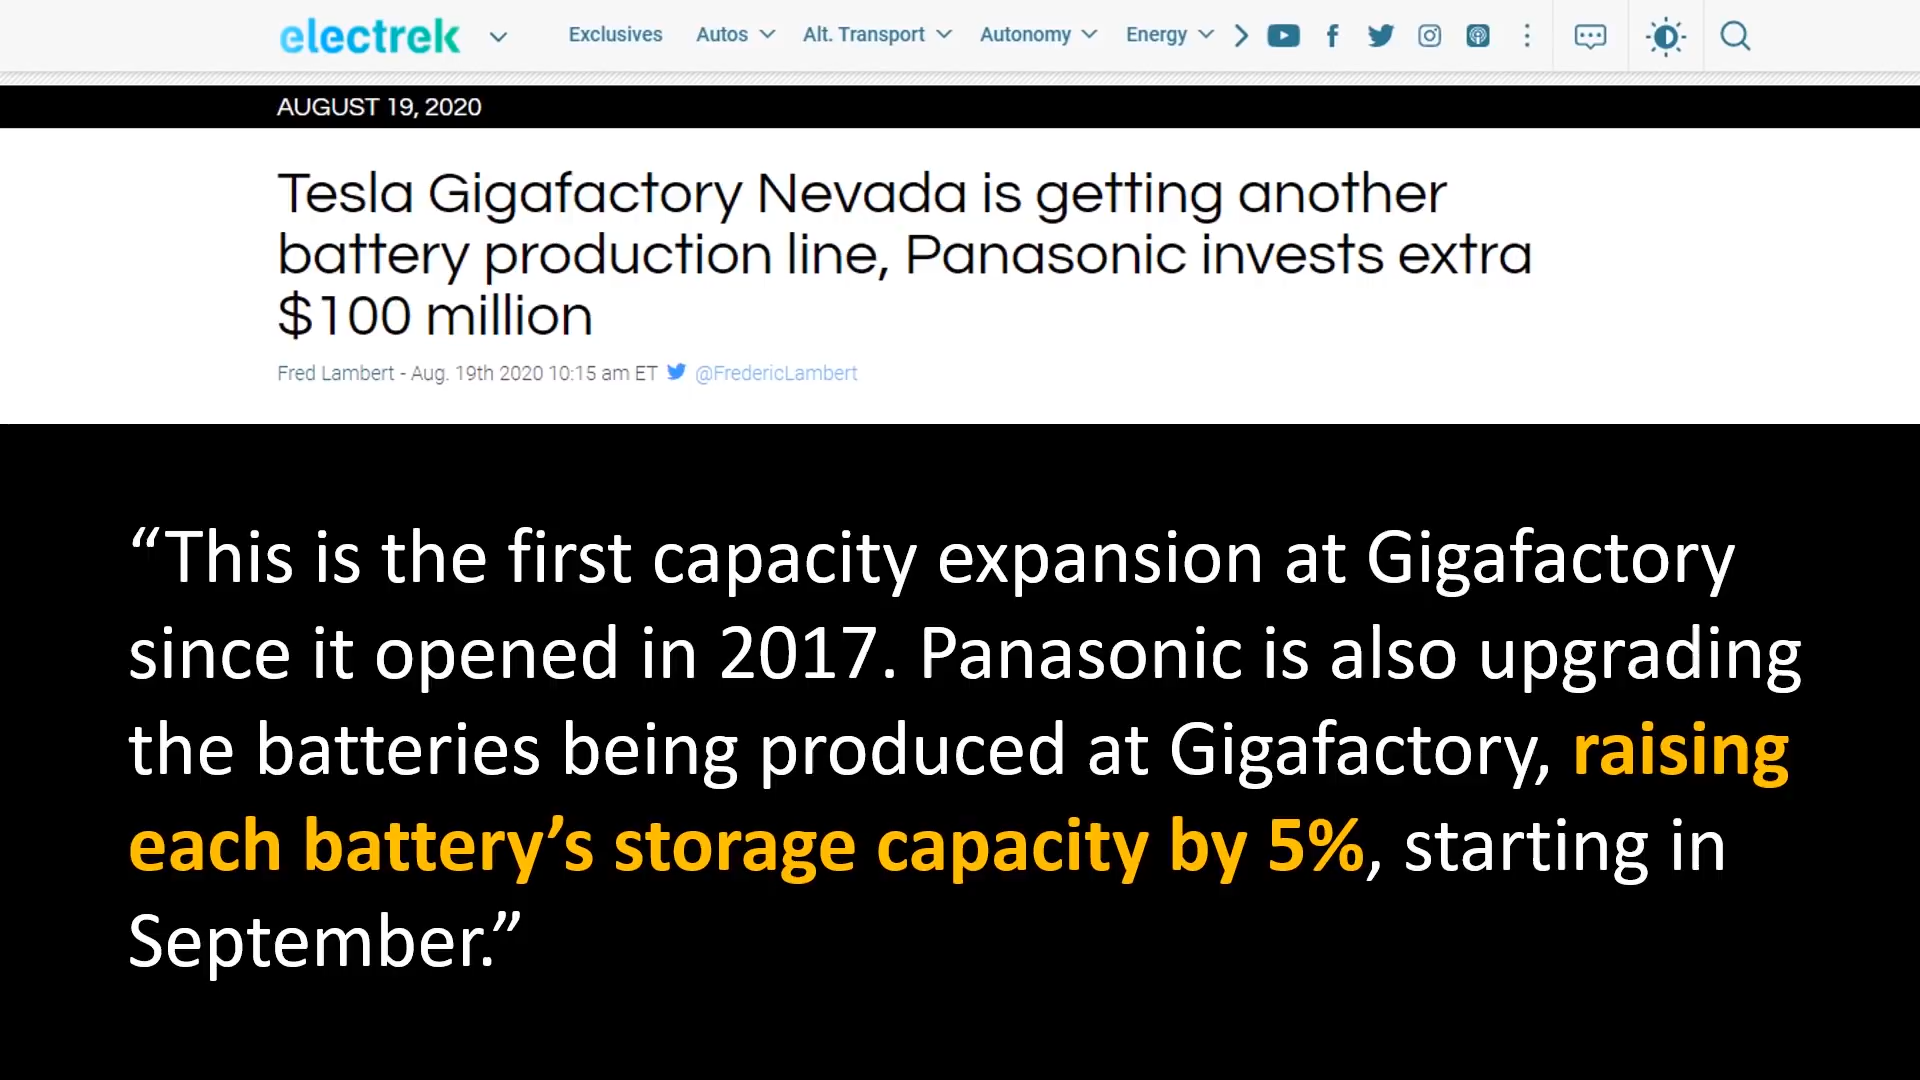 electrek Exclusives Autos Alt. Transport Autonomy Energy
AUGUST 19, 2020
Tesla Gigafactory Nevada is getting another
battery production line, Panasonic invests extra
$100 million
Fred Lambert - Aug. 19th 2020 10:15 am ET @FredericLambert
“This is the first capacity expansion at Gigafactory
since it opened in 2017. Panasonic is also upgrading
the batteries being produced at Gigafactory, raising
each battery’s storage capacity by 5%, starting in
September.”